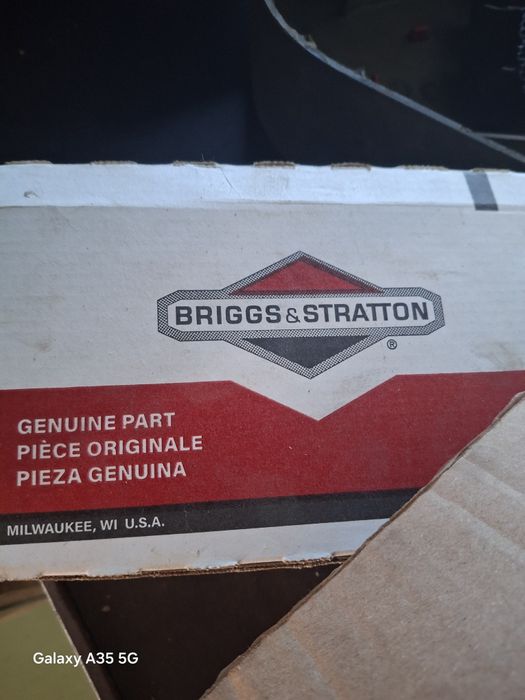 BRIGGS & STRATTON
®
GENUINE PART
PIÈCE ORIGINALE
PIEZA GENUINA
MILWAUKEE, WI U.S.A.
Galaxy A35 5G